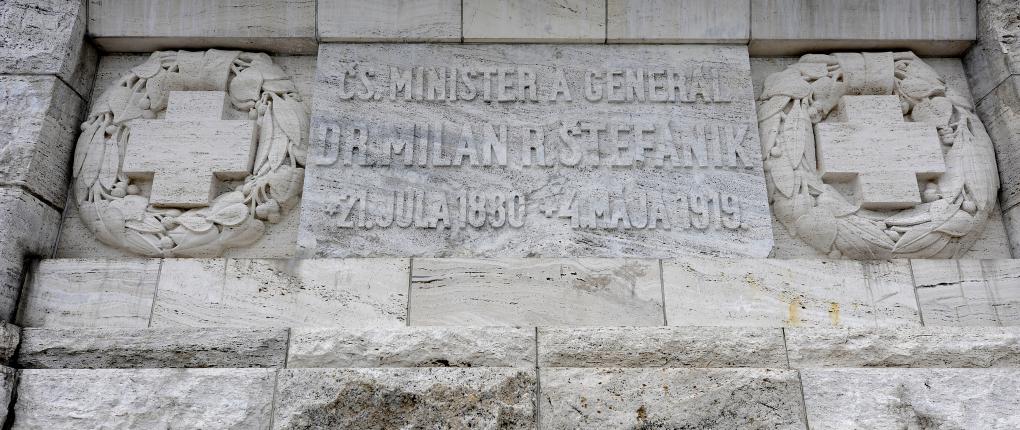 ČS. MINISTER A GENERÁL
DR. MILAN R. ŠTEFÁNIK
*21. JÚLA 1880 +4. MÁJA 1919.